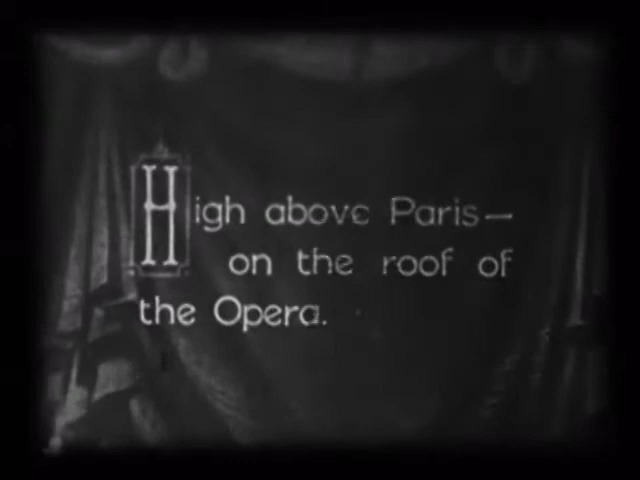 High above Paris—
on the roof of
the Opera.